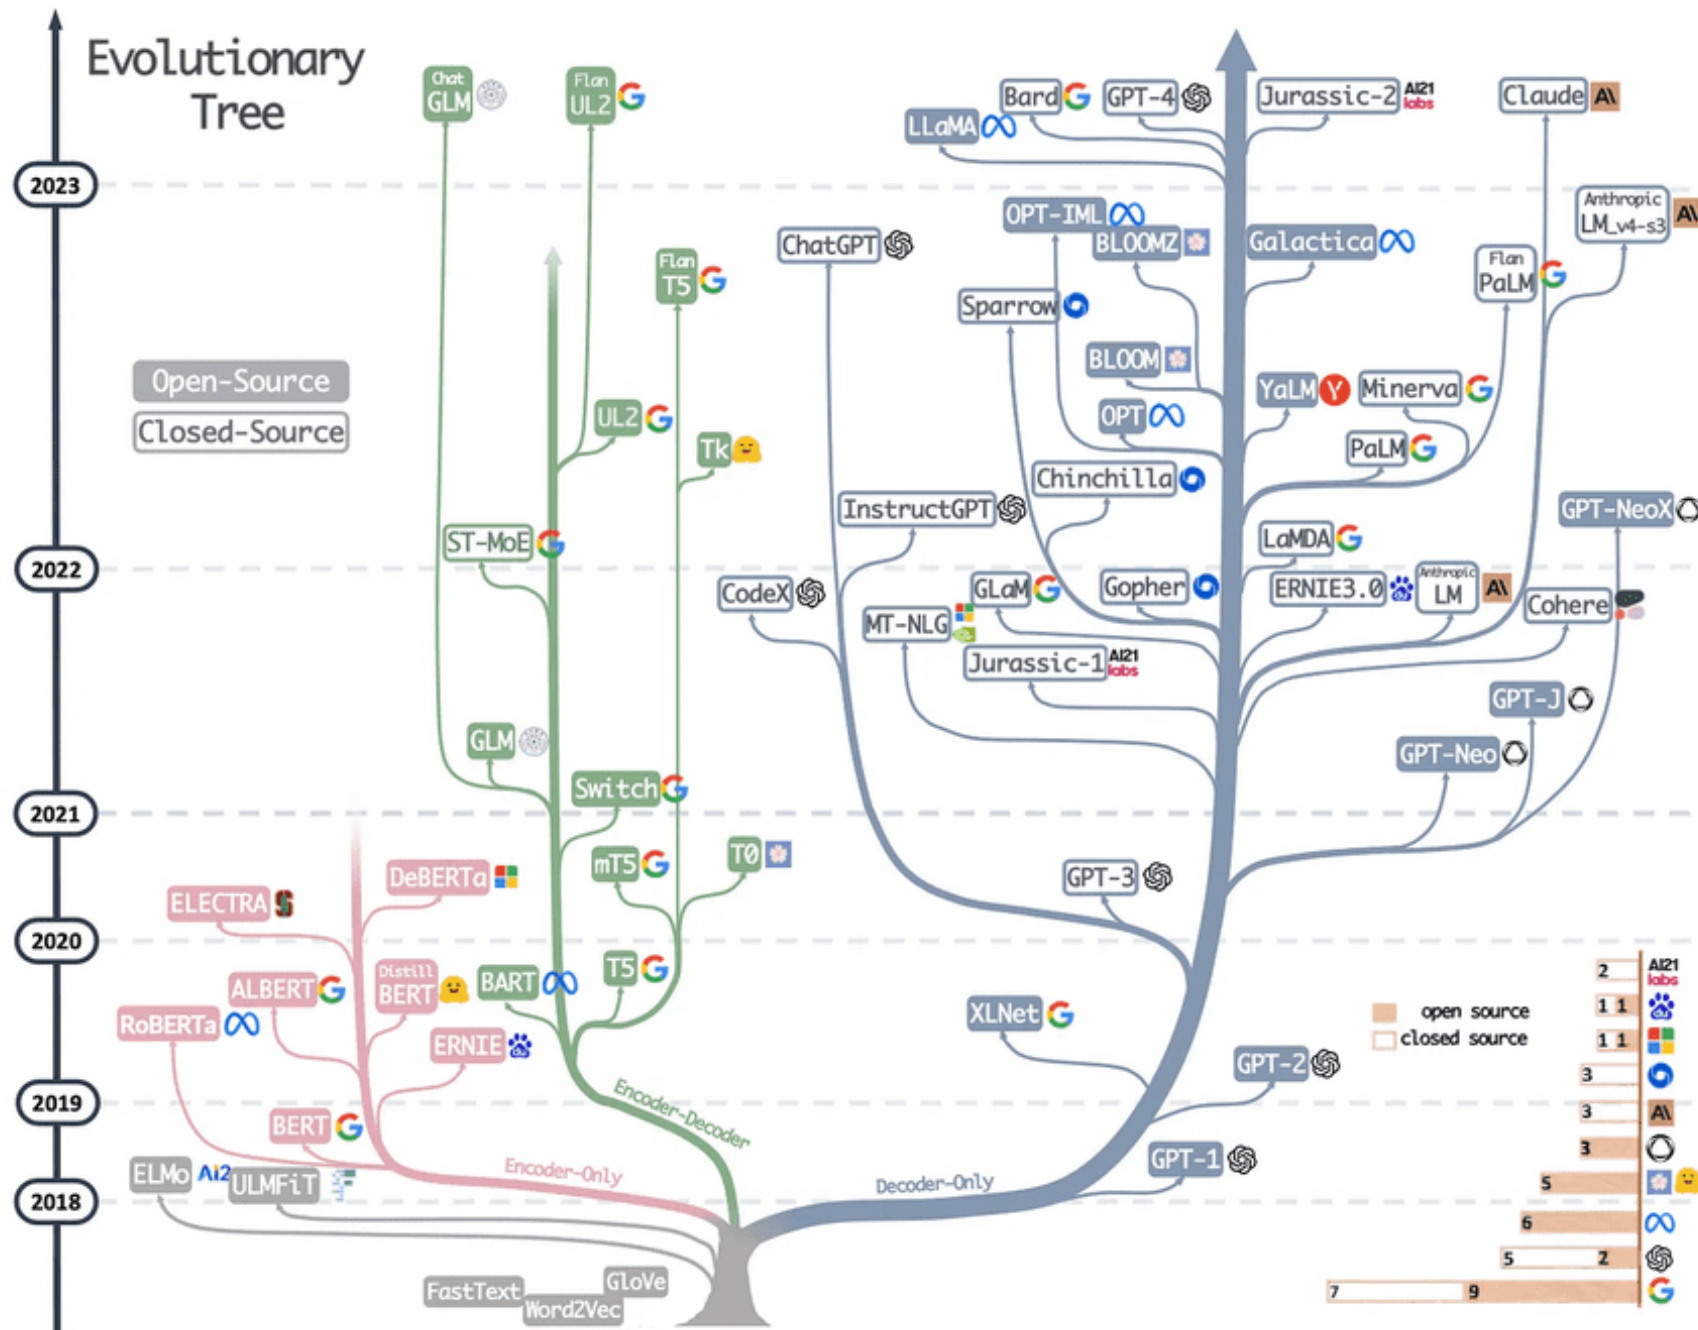 Evolutionary
Tree
2023
2022
2021
2020
2019
2018
Open-Source
Closed-Source
Chat
GLM
Flan
UL2
Flan
T5
UL2
Tk
ST-MoE
GLM
Switch
mT5
T0
BART
T5
DeBERTa
ELECTRA
ALBERT
Distill
BERT
RoBERTa
ERNIE
BERT
ELMo
AI2
ULMFiT
FastText
Word2Vec
GloVe
Encoder-Only
Encoder-Decoder
Decoder-Only
LLaMA
Bard
GPT-4
Jurassic-2
AI21
labs
Claude
A\
Anthropic
LM_v4-s3
A\
OPT-IML
BLOOMZ
Galactica
ChatGPT
Flan
PaLM
Sparrow
BLOOM
YaLM
Y
Minerva
OPT
PaLM
Chinchilla
InstructGPT
GPT-NeoX
LaMDA
CodeX
GLaM
Gopher
ERNIE3.0
du
Anthropic
LM
A\
Cohere
MT-NLG
Jurassic-1
AI21
labs
GPT-J
GPT-Neo
GPT-3
XLNet
GPT-2
GPT-1
open source
closed source
2
AI21
labs
1 1
du
1 1
3
3
A\
3
5
6
5 2
7 9